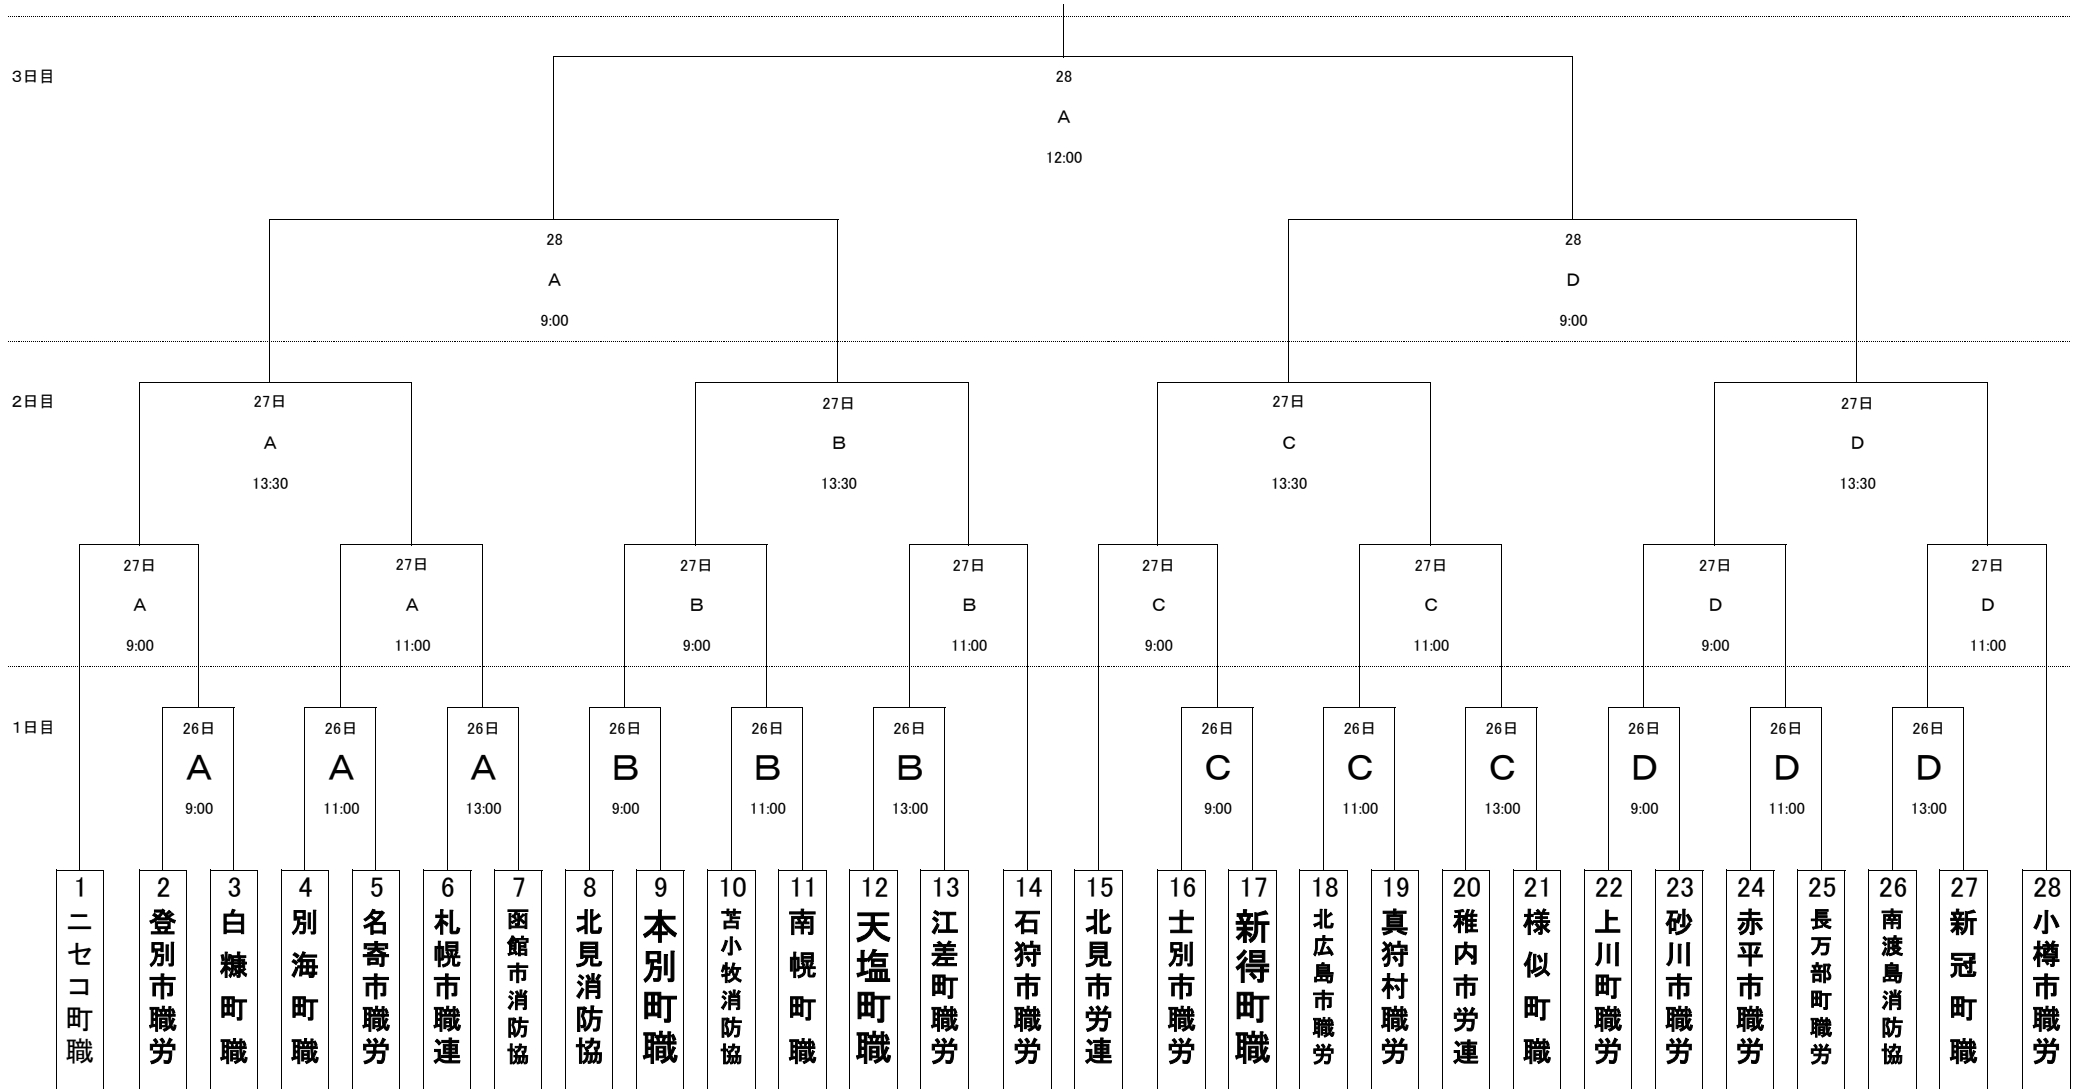 3日目
28
A
12:00
28
A
9:00
28
D
9:00
2日目
27日
A
13:30
27日
B
13:30
27日
C
13:30
27日
D
13:30
27日
A
9:00
27日
A
11:00
27日
B
9:00
27日
B
11:00
27日
C
9:00
27日
C
11:00
27日
D
9:00
27日
D
11:00
1日目
26日
A
9:00
26日
A
11:00
26日
A
13:00
26日
B
9:00
26日
B
11:00
26日
B
13:00
26日
C
9:00
26日
C
11:00
26日
C
13:00
26日
D
9:00
26日
D
11:00
26日
D
13:00
1
ニセコ町職
2
登別市職労
3
白糠町職
4
別海町職
5
名寄市職労
6
札幌市職連
7
函館市消防協
8
北見消防協
9
本別町職
10
苫小牧消防協
11
南幌町職
12
天塩町職
13
江差町職労
14
石狩市職労
15
北見市労連
16
士別市職労
17
新得町職
18
北広島市職労
19
真狩村職労
20
稚内市労連
21
様似町職
22
上川町職労
23
砂川市職労
24
赤平市職労
25
長万部町職労
26
南渡島消防協
27
新冠町職
28
小樽市職労